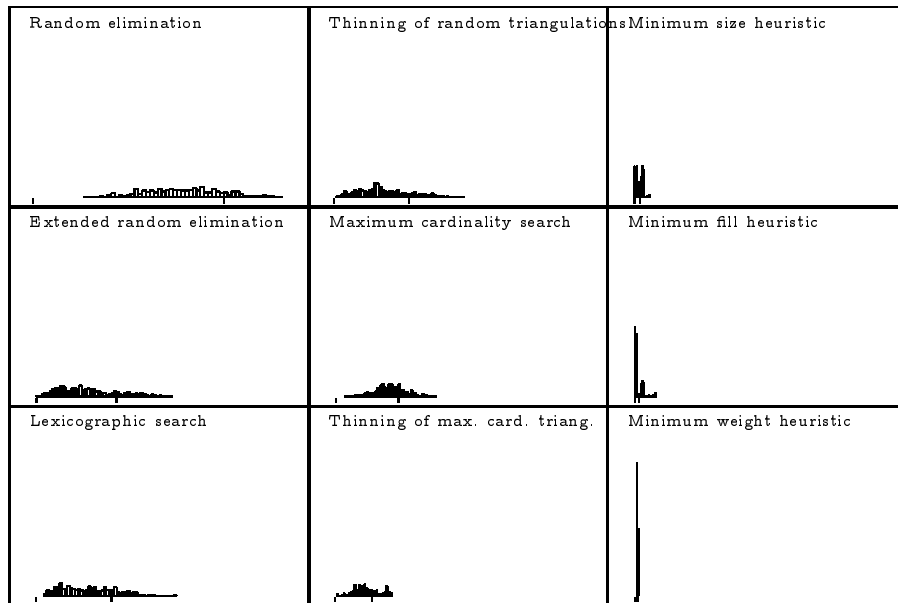 Random elimination
Thinning of random triangulations
Minimum size heuristic
Extended random elimination
Maximum cardinality search
Minimum fill heuristic
Lexicographic search
Thinning of max. card. triang.
Minimum weight heuristic